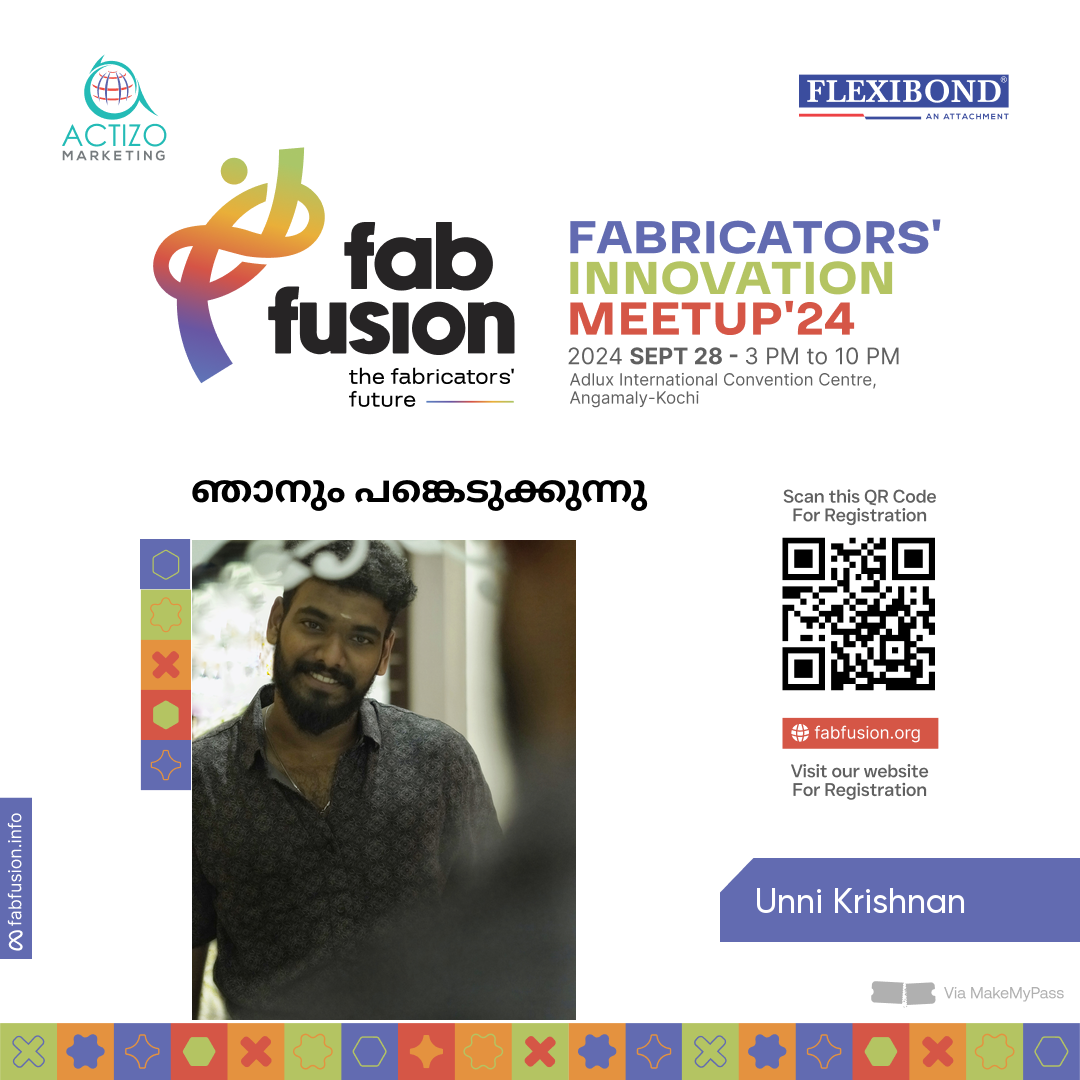 ACTIZO
MARKETING
FLEXIBOND®
AN ATTACHMENT
fab
fusion
the fabricators'
future
FABRICATORS'
INNOVATION
MEETUP'24
2024 SEPT 28 - 3 PM to 10 PM
Adlux International Convention Centre,
Angamaly-Kochi
ഞാനും പങ്കെടുക്കുന്നു
Scan this QR Code
For Registration
fabfusion.org
Visit our website
For Registration
fabfusion.info
Unni Krishnan
Via MakeMyPass